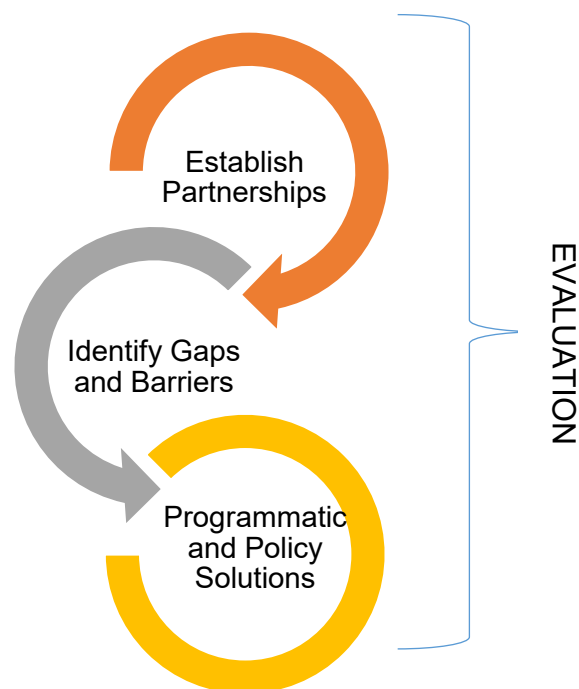 Establish
Partnerships
Identify Gaps
and Barriers
Programmatic
and Policy
Solutions
EVALUATION